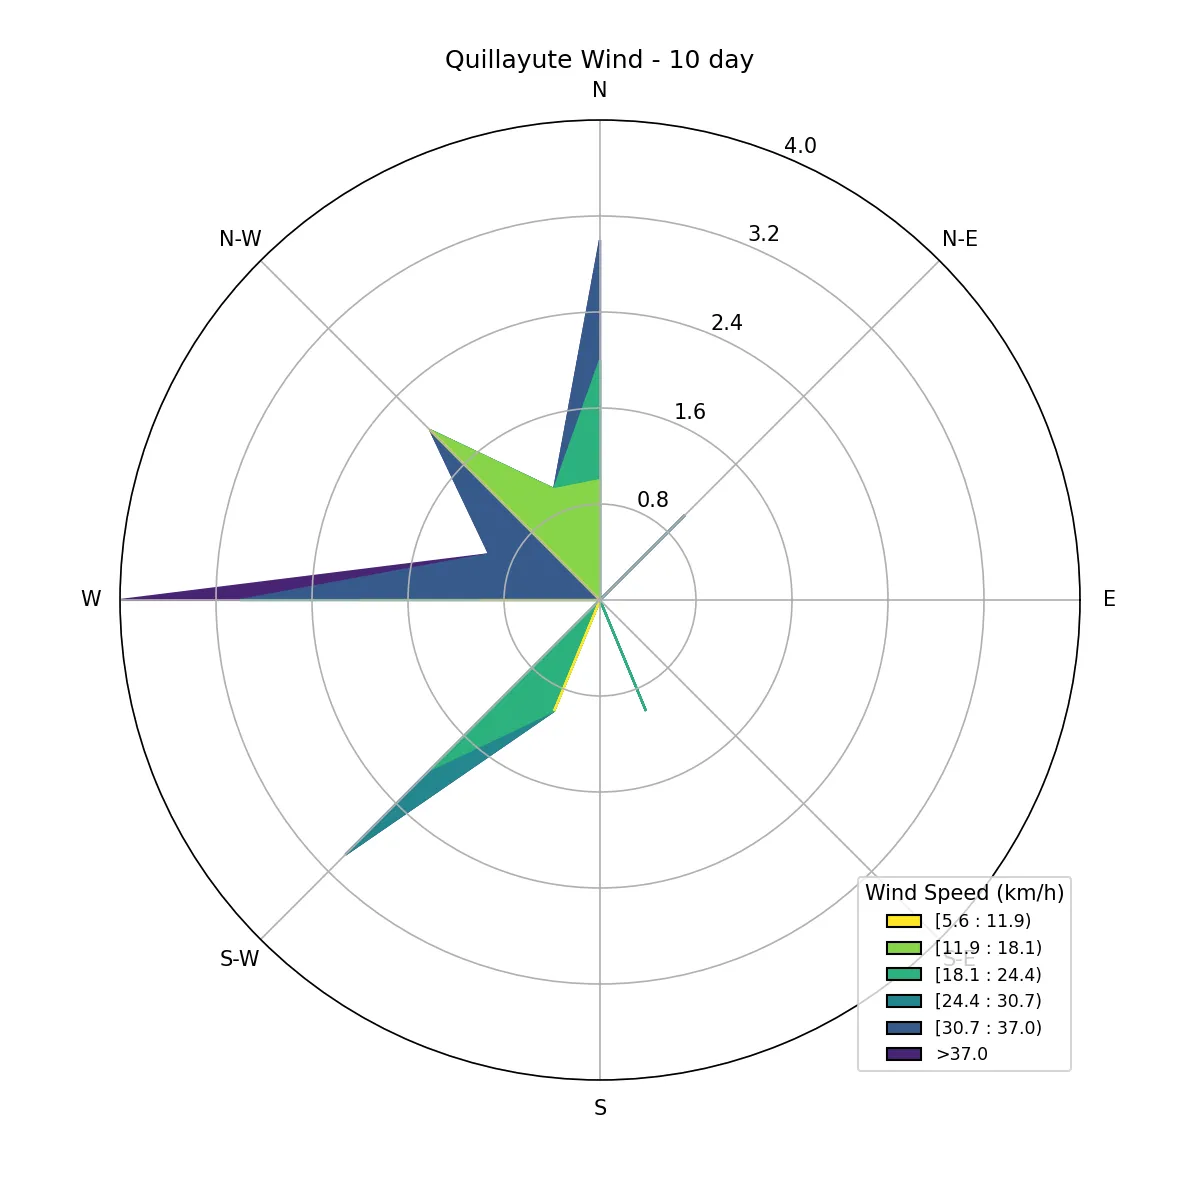 Quillayute Wind - 10 day
N
4.0
N-W
3.2
N-E
2.4
1.6
0.8
W
E
S-W
S-E
S
Wind Speed (km/h)
[5.6 : 11.9)
[11.9 : 18.1)
[18.1 : 24.4)
[24.4 : 30.7)
[30.7 : 37.0)
>37.0